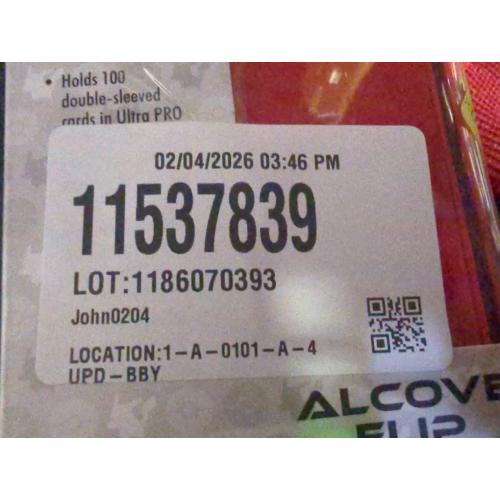 • Holds 100
double-sleeved
cards in Ultra PRO
02/04/2026 03:46 PM
11537839
LOT:1186070393
John0204
LOCATION:1-A-0101-A-4
UPD-BBY
ALCOVE
FLIP